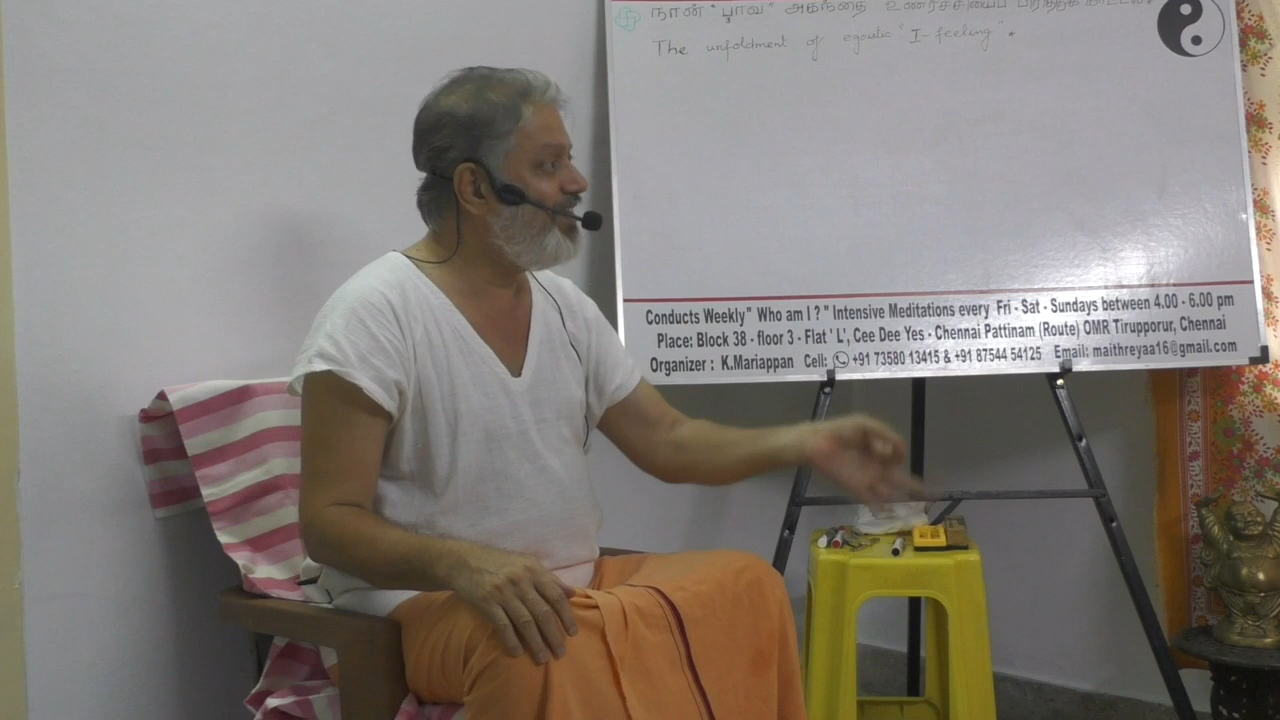 நான் "பாவ" அகந்தை உணர்ச்சியைப்
The unfoldment of egoutic "I-feeling"
Conducts Weekly" Who am I ? " Intensive Meditations every Fri - Sat - Sundays between 4.00 - 6.00 pm
Place: Block 38 - floor 3 - Flat ' L', Cee Dee Yes - Chennai Pattinam (Route) OMR Tirupporur, Chennai
Organizer : K.Mariappan Cell: +91 73580 13415 & +91 87544 54125 Email: maithreyaa16@gmail.com